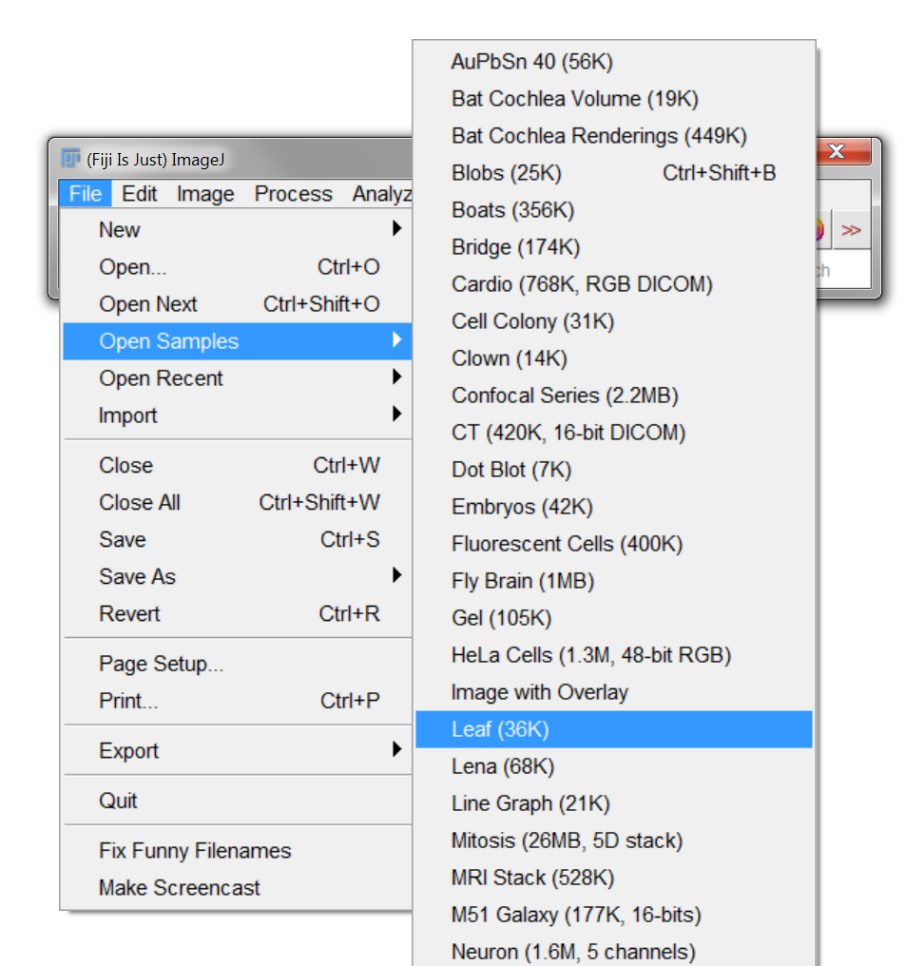 (Fiji Is Just) ImageJ
File Edit Image Process Analyz
New
Open... Ctrl+O
Open Next Ctrl+Shift+O
Open Samples
Open Recent
Import
Close Ctrl+W
Close All Ctrl+Shift+W
Save Ctrl+S
Save As
Revert Ctrl+R
Page Setup...
Print... Ctrl+P
Export
Quit
Fix Funny Filenames
Make Screencast
AuPbSn 40 (56K)
Bat Cochlea Volume (19K)
Bat Cochlea Renderings (449K)
Blobs (25K) Ctrl+Shift+B
Boats (356K)
Bridge (174K)
Cardio (768K, RGB DICOM)
Cell Colony (31K)
Clown (14K)
Confocal Series (2.2MB)
CT (420K, 16-bit DICOM)
Dot Blot (7K)
Embryos (42K)
Fluorescent Cells (400K)
Fly Brain (1MB)
Gel (105K)
HeLa Cells (1.3M, 48-bit RGB)
Image with Overlay
Leaf (36K)
Lena (68K)
Line Graph (21K)
Mitosis (26MB, 5D stack)
MRI Stack (528K)
M51 Galaxy (177K, 16-bits)
Neuron (1.6M, 5 channels)
>>